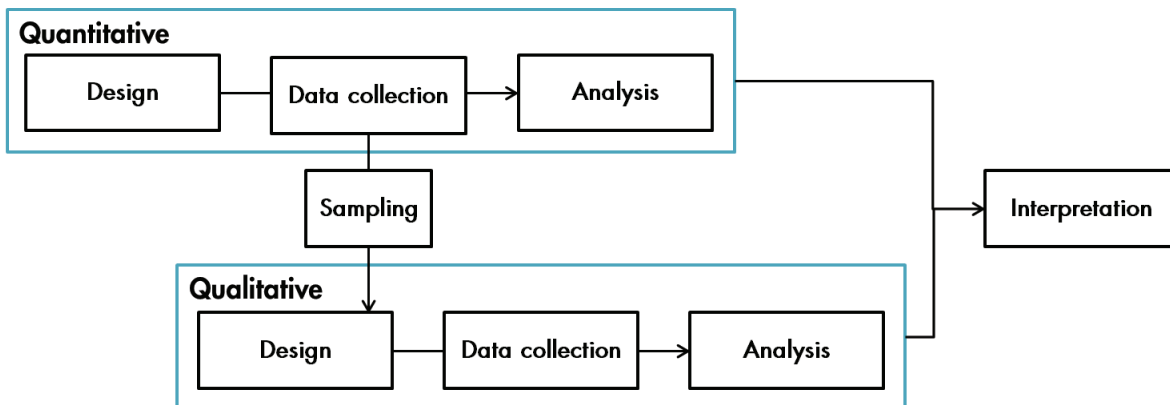 Quantitative
Design
Data collection
Analysis
Sampling
Interpretation
Qualitative
Design
Data collection
Analysis